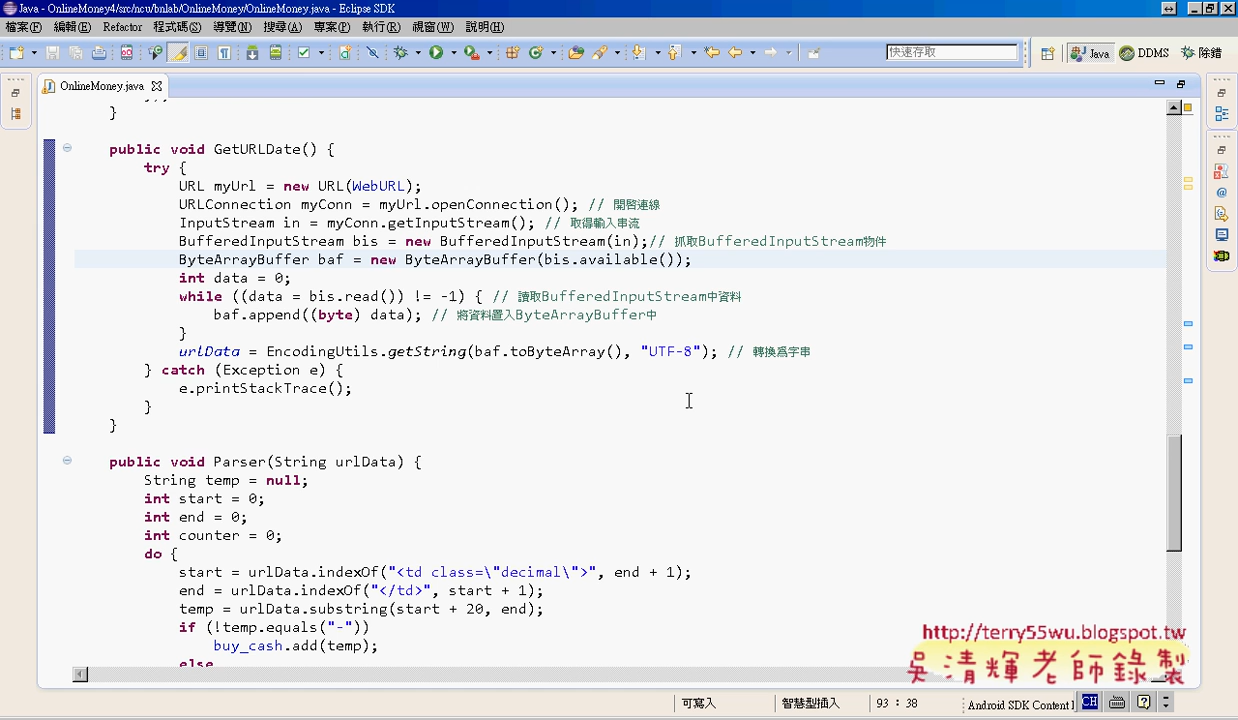 Java - OnlineMoney4/src/ncu/bnlab/OnlineMoney/OnlineMoney.java - Eclipse SDK
檔案(F) 編輯(E) Refactor 程式碼(S) 導覽(N) 搜尋(A) 專案(P) 執行(R) 視窗(W) 說明(H)
快速存取 Java DDMS 除錯
OnlineMoney.java
}
public void GetURLDate() {
try {
URL myUrl = new URL(WebURL);
URLConnection myConn = myUrl.openConnection(); // 開啓連線
InputStream in = myConn.getInputStream(); // 取得輸入串流
BufferedInputStream bis = new BufferedInputStream(in);// 抓取BufferedInputStream物件
ByteArrayBuffer baf = new ByteArrayBuffer(bis.available());
int data = 0;
while ((data = bis.read()) != -1) { // 讀取BufferedInputStream中資料
baf.append((byte) data); // 將資料置入ByteArrayBuffer中
}
urlData = EncodingUtils.getString(baf.toByteArray(), "UTF-8"); // 轉換爲字串
} catch (Exception e) {
e.printStackTrace();
}
}
public void Parser(String urlData) {
String temp = null;
int start = 0;
int end = 0;
int counter = 0;
do {
start = urlData.indexOf("<td class=\"decimal\">", end + 1);
end = urlData.indexOf("</td>", start + 1);
temp = urlData.substring(start + 20, end);
if (!temp.equals("-"))
buy_cash.add(temp);
else
http://terry55wu.blogspot.tw
吳清輝老師錄製
可寫入 智慧型插入 93 : 38 Android SDK Content l CH